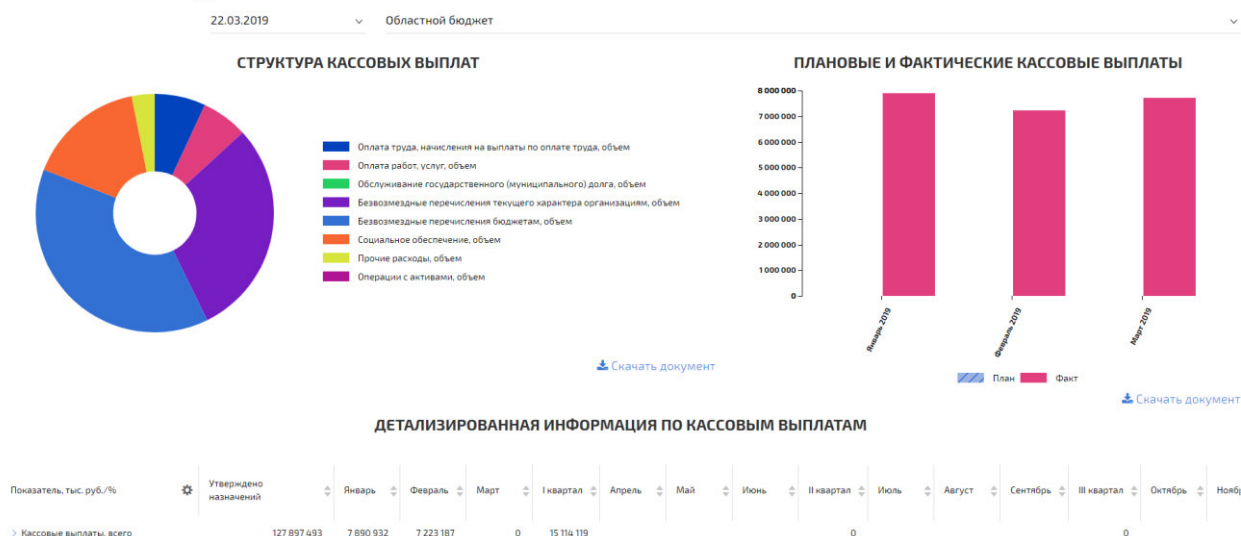 22.03.2019
Областной бюджет
СТРУКТУРА КАССОВЫХ ВЫПЛАТ
Оплата труда, начисления на выплаты по оплате труда, объем
Оплата работ, услуг, объем
Обслуживание государственного (муниципального) долга, объем
Безвозмездные перечисления текущего характера организациям, объем
Безвозмездные перечисления бюджетам, объем
Социальное обеспечение, объем
Прочие расходы, объем
Операции с активами, объем
Скачать документ
ПЛАНОВЫЕ И ФАКТИЧЕСКИЕ КАССОВЫЕ ВЫПЛАТЫ
8 000 000
7 000 000
6 000 000
5 000 000
4 000 000
3 000 000
2 000 000
1 000 000
0
Январь 2019
Февраль 2019
Март 2019
План Факт
Скачать документ
ДЕТАЛИЗИРОВАННАЯ ИНФОРМАЦИЯ ПО КАССОВЫМ ВЫПЛАТАМ
Показатель, тыс. руб./% Утверждено назначений Январь Февраль Март I квартал Апрель Май Июнь II квартал Июль Август Сентябрь III квартал Октябрь Нояб
Кассовые выплаты, всего 127 897 493 7 890 932 7 223 187 0 15 114 119 0 0